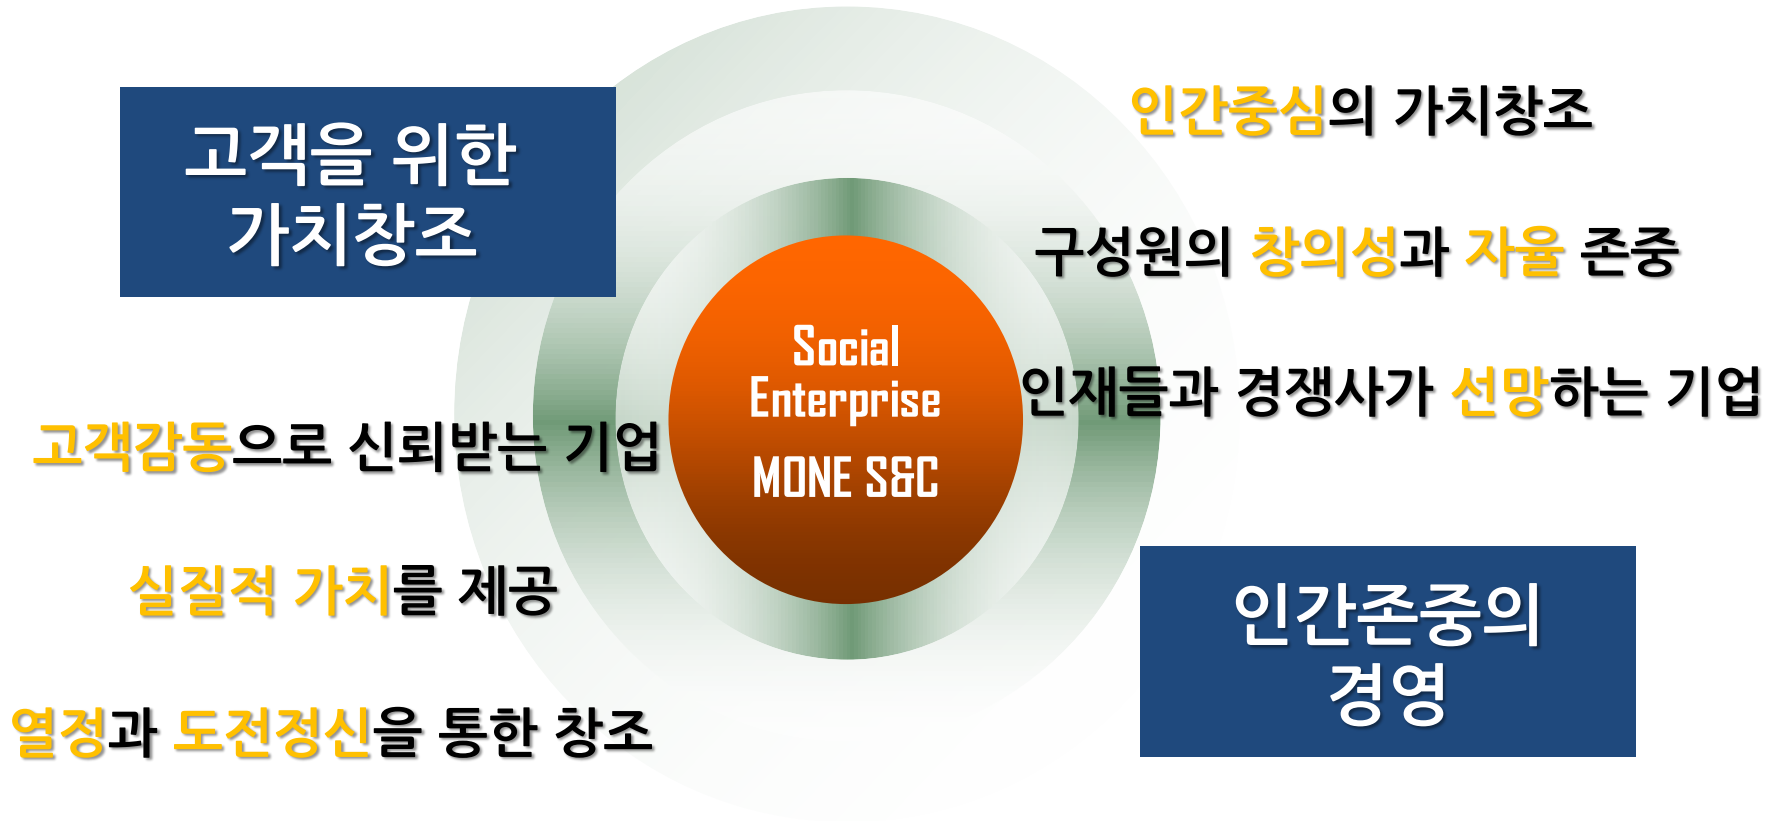 고객을 위한
가치창조
고객감동으로 신뢰받는 기업
실질적 가치를 제공
열정과 도전정신을 통한 창조
Social
Enterprise
MONE S&C
인간중심의 가치창조
구성원의 창의성과 자율 존중
인재들과 경쟁사가 선망하는 기업
인간존중의
경영